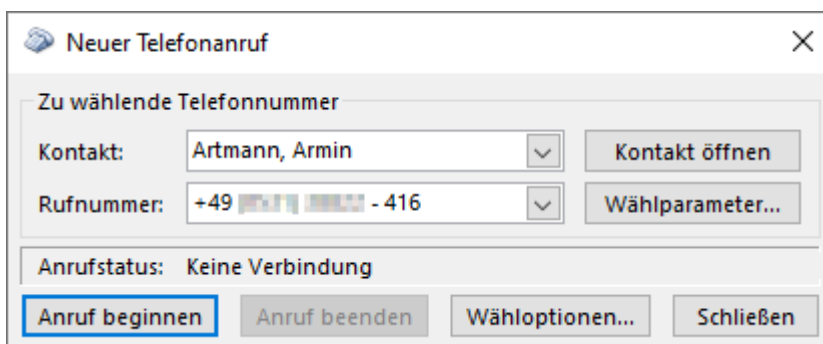 Neuer Telefonanruf
Zu wählende Telefonnummer
Kontakt: Artmann, Armin Kontakt öffnen
Rufnummer: +49 - 416 Wählparameter...
Anrufstatus: Keine Verbindung
Anruf beginnen Anruf beenden Wähloptionen... Schließen